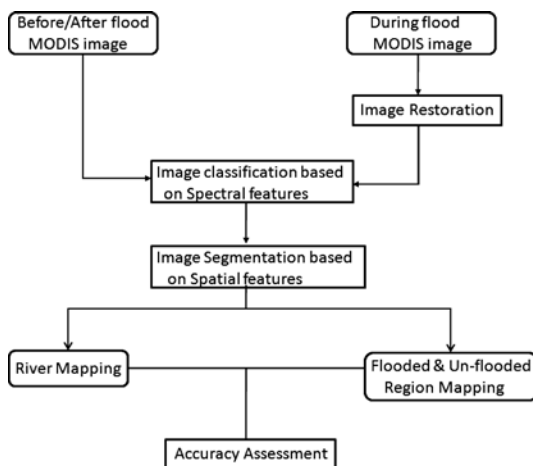 Before/After flood
MODIS image
During flood
MODIS image
Image Restoration
Image classification based
on Spectral features
Image Segmentation based
on Spatial features
River Mapping
Flooded & Un-flooded
Region Mapping
Accuracy Assessment